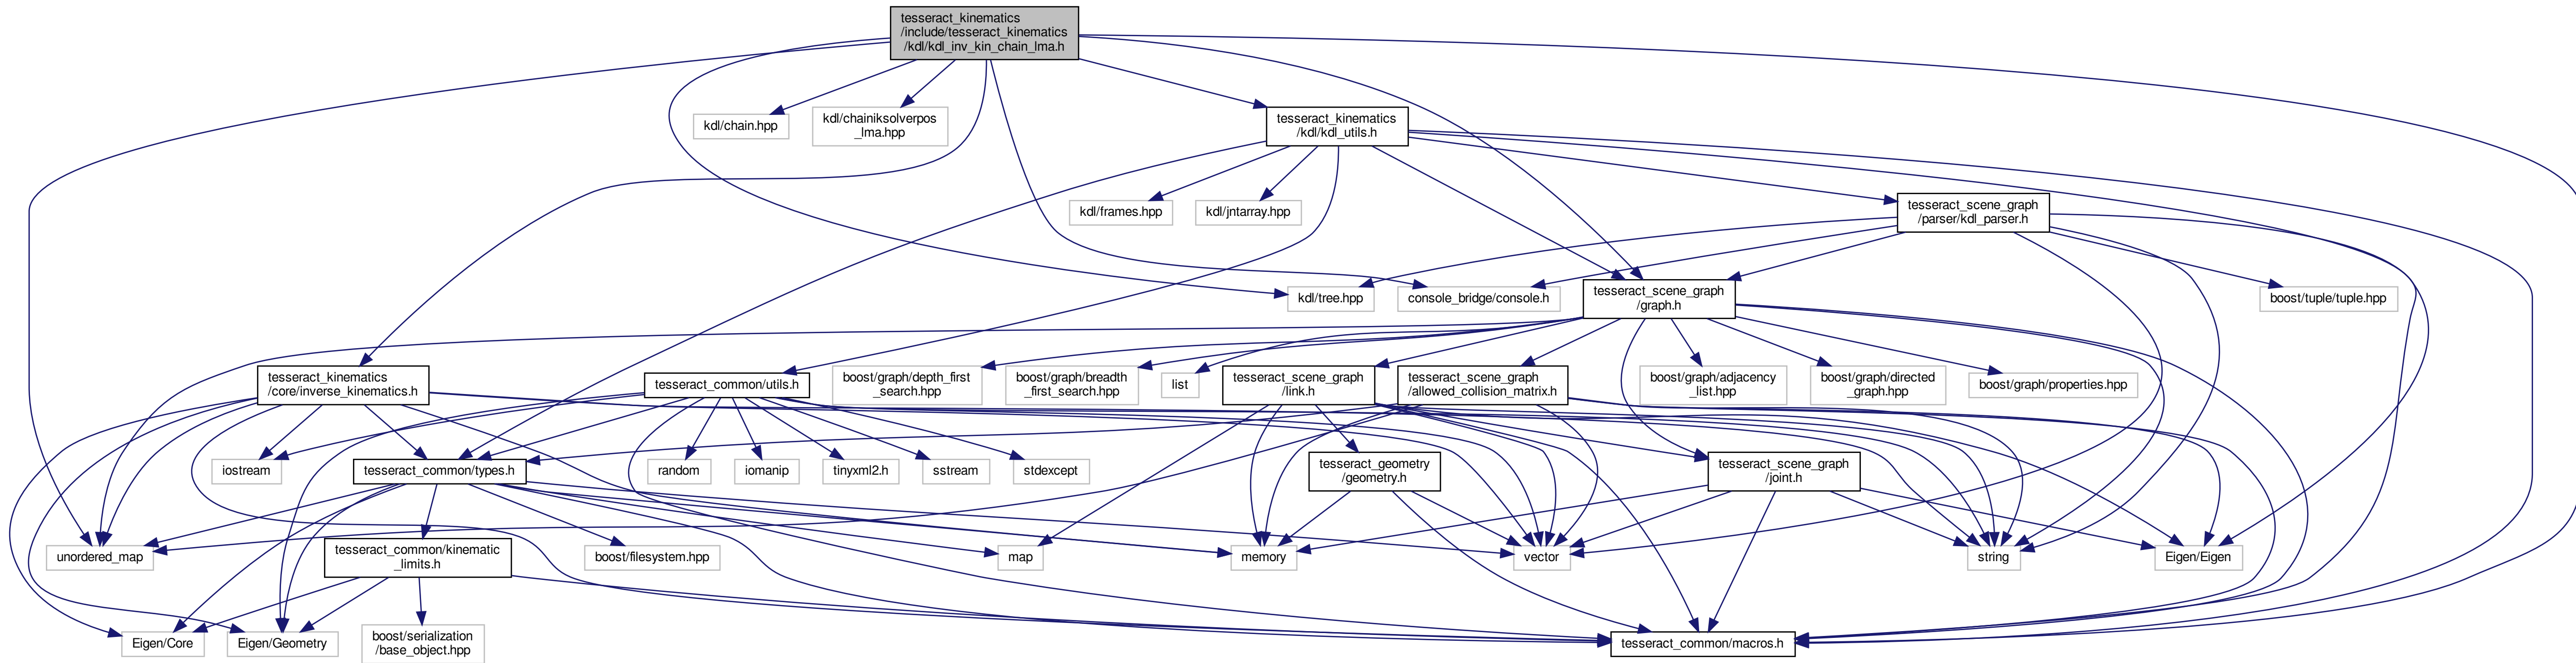 tesseract_kinematics
/include/tesseract_kinematics
/kdl/kdl_inv_kin_chain_lma.h
kdl/chain.hpp
kdl/chainiksolverpos
_lma.hpp
tesseract_kinematics
/kdl/kdl_utils.h
kdl/frames.hpp
kdl/jntarray.hpp
tesseract_scene_graph
/parser/kdl_parser.h
kdl/tree.hpp
console_bridge/console.h
tesseract_scene_graph
/graph.h
boost/tuple/tuple.hpp
tesseract_kinematics
/core/inverse_kinematics.h
tesseract_common/utils.h
boost/graph/depth_first
_search.hpp
boost/graph/breadth
_first_search.hpp
list
tesseract_scene_graph
/link.h
tesseract_scene_graph
/allowed_collision_matrix.h
boost/graph/adjacency
_list.hpp
boost/graph/directed
_graph.hpp
boost/graph/properties.hpp
iostream
tesseract_common/types.h
random
iomanip
tinyxml2.h
sstream
stdexcept
tesseract_geometry
/geometry.h
tesseract_scene_graph
/joint.h
unordered_map
tesseract_common/kinematic
_limits.h
boost/filesystem.hpp
map
memory
vector
string
Eigen/Eigen
Eigen/Core
Eigen/Geometry
boost/serialization
/base_object.hpp
tesseract_common/macros.h